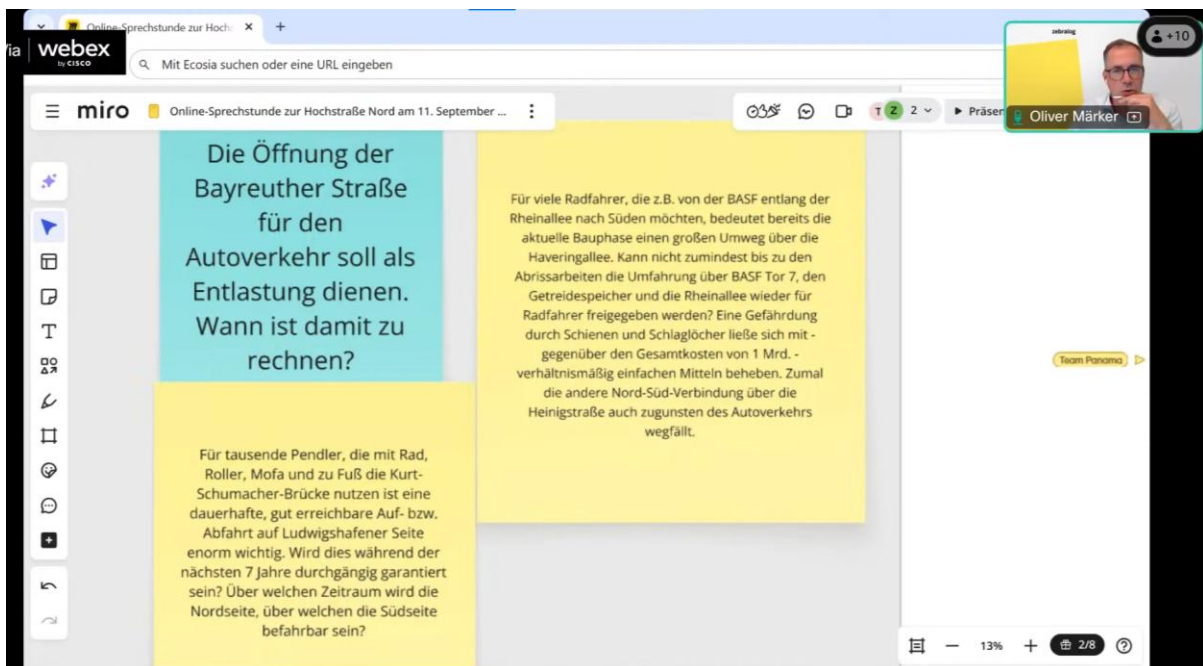 Online-Sprechstunde zur Hoch
via webex
by CISCO
Mit Ecosia suchen oder eine URL eingeben
zebralog
+10
Oliver Märker
miro
Online-Sprechstunde zur Hochstraße Nord am 11. September ...
T Z 2
Präsen
Die Öffnung der
Bayreuther Straße
für den
Autoverkehr soll als
Entlastung dienen.
Wann ist damit zu
rechnen?
Für viele Radfahrer, die z.B. von der BASF entlang der
Rheinallee nach Süden möchten, bedeutet bereits die
aktuelle Bauphase einen großen Umweg über die
Haveringallee. Kann nicht zumindest bis zu den
Abrissarbeiten die Umfahrung über BASF Tor 7, den
Getreidespeicher und die Rheinallee wieder für
Radfahrer freigegeben werden? Eine Gefährdung
durch Schienen und Schlaglöcher ließe sich mit -
gegenüber den Gesamtkosten von 1 Mrd. -
verhältnismäßig einfachen Mitteln beheben. Zumal
die andere Nord-Süd-Verbindung über die
Heinigstraße auch zugunsten des Autoverkehrs
wegfällt.
Team Panama
Für tausende Pendler, die mit Rad,
Roller, Mofa und zu Fuß die Kurt-
Schumacher-Brücke nutzen ist eine
dauerhafte, gut erreichbare Auf- bzw.
Abfahrt auf Ludwigshafener Seite
enorm wichtig. Wird dies während der
nächsten 7 Jahre durchgängig garantiert
sein? Über welchen Zeitraum wird die
Nordseite, über welchen die Südseite
befahrbar sein?
13%
2/8